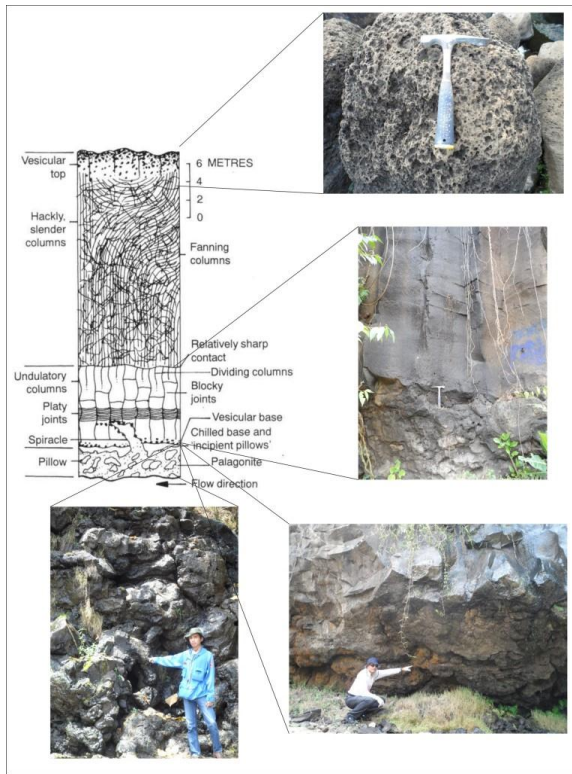 Vesicular
top
6 METRES
4
2
0
Hackly,
slender
columns
Fanning
columns
Relatively sharp
contact
Dividing columns
Undulatory
columns
Blocky
joints
Platy
joints
Vesicular base
Chilled base and
incipient pillows'
Spiracle
Pillow
Palagonite
Flow direction